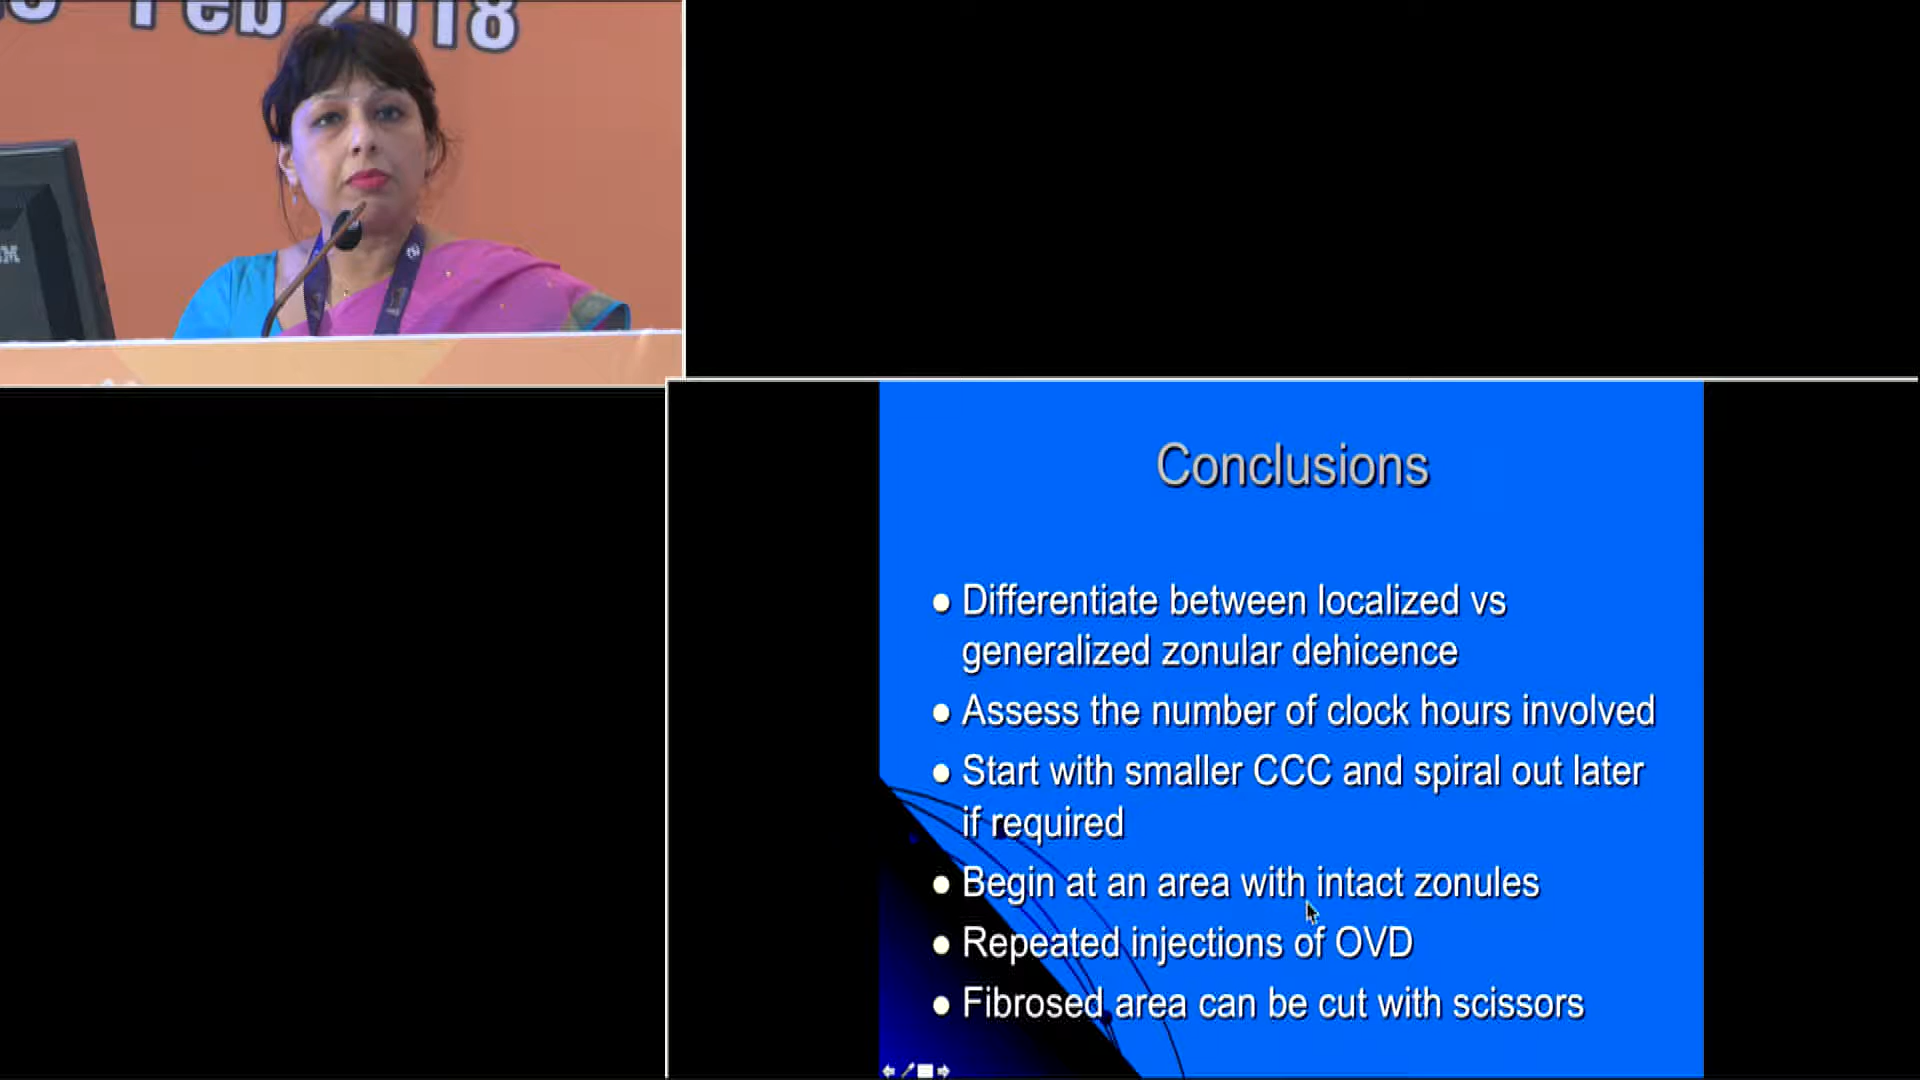 Feb 2018
Conclusions
Differentiate between localized vs
generalized zonular dehicence
Assess the number of clock hours involved
Start with smaller CCC and spiral out later
if required
Begin at an area with intact zonules
Repeated injections of OVD
Fibrosed area can be cut with scissors